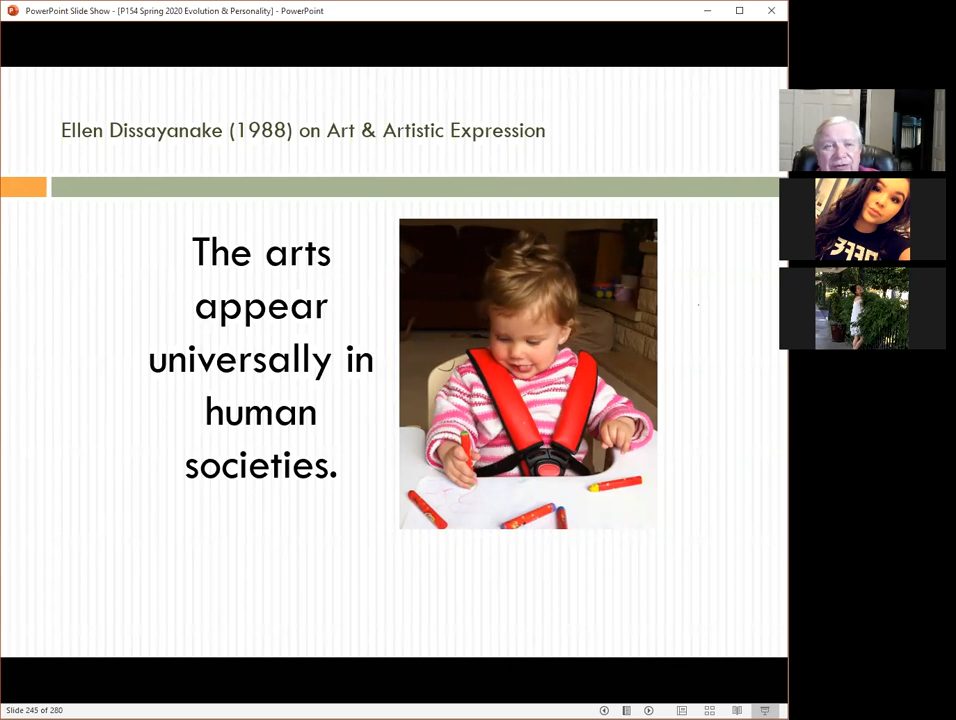 PowerPoint Slide Show - [P154 Spring 2020 Evolution & Personality] - PowerPoint
Ellen Dissayanake (1988) on Art & Artistic Expression
The arts
appear
universally in
human
societies.
Slide 245 of 280